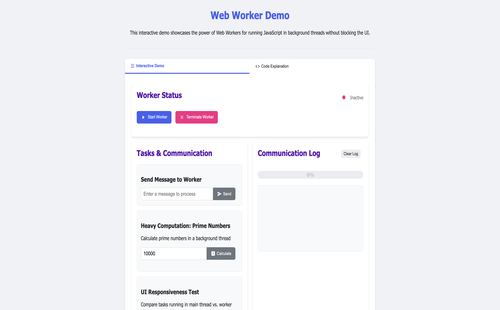 Web Worker Demo
This interactive demo showcases the power of Web Workers for running JavaScript in background threads without blocking the UI.
Interactive Demo
<> Code Explanation
Worker Status
Inactive
Start Worker
Terminate Worker
Tasks & Communication
Send Message to Worker
Enter a message to process
Send
Heavy Computation: Prime Numbers
Calculate prime numbers in a background thread
10000
Calculate
UI Responsiveness Test
Compare tasks running in main thread vs. worker
Communication Log
Clear Log
0%